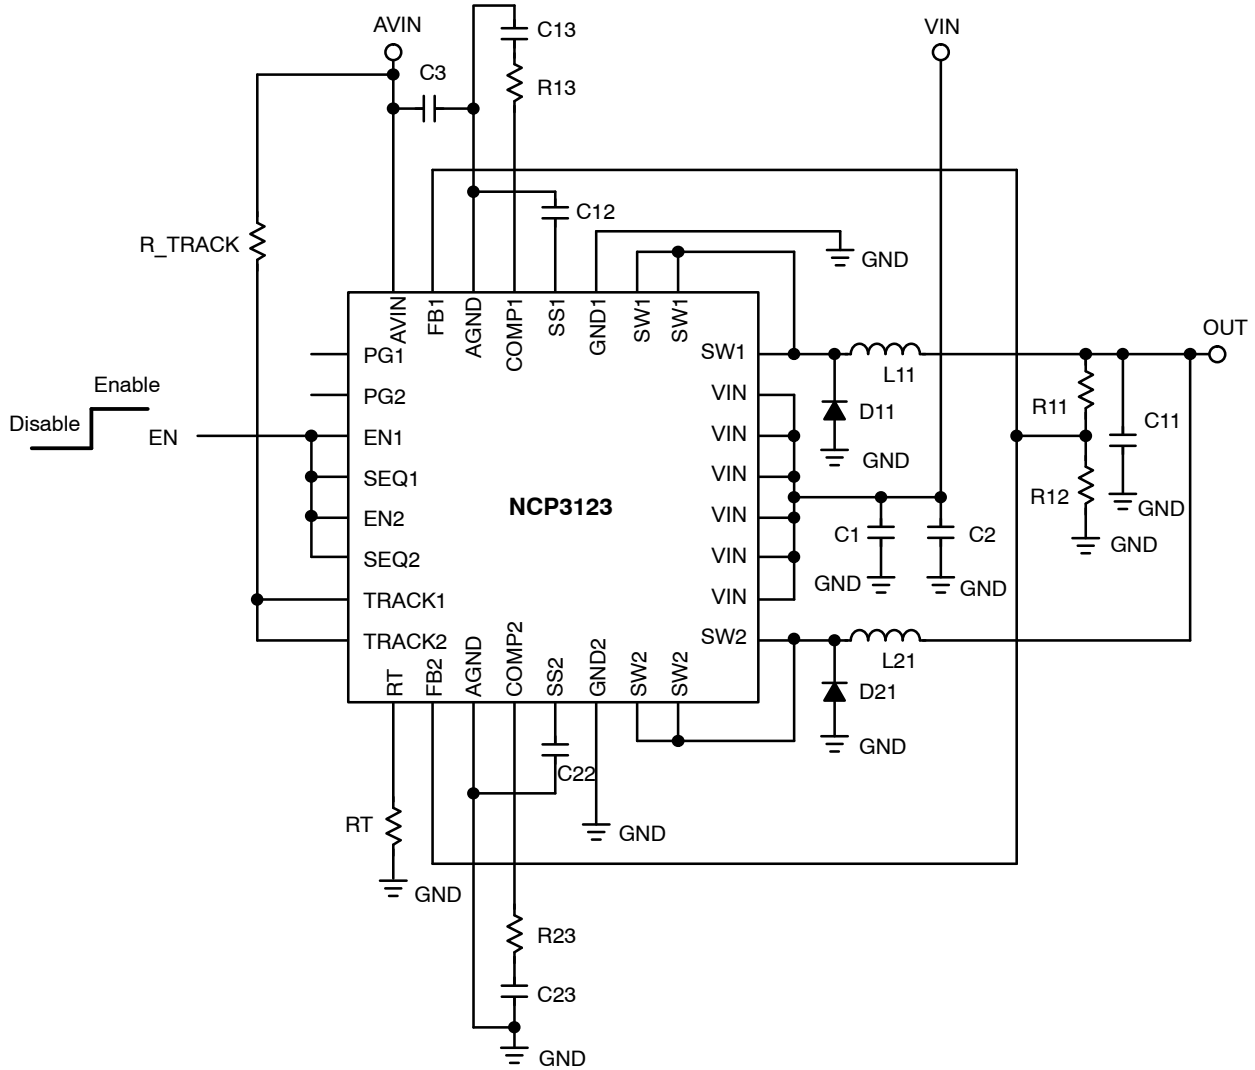 AVIN
C13
VIN
C3
R13
R_TRACK
C12
GND
AVIN
FB1
AGND
COMP1
SS1
GND1
SW1
SW1
OUT
PG1
SW1
L11
Enable
PG2
VIN
D11
R11
C11
Disable
EN
EN1
VIN
GND
SEQ1
VIN
R12
GND
NCP3123
EN2
VIN
C1
C2
GND
SEQ2
VIN
GND
GND
TRACK1
VIN
TRACK2
SW2
L21
RT
FB2
AGND
COMP2
SS2
GND2
SW2
SW2
D21
GND
C22
RT
GND
GND
R23
C23
GND